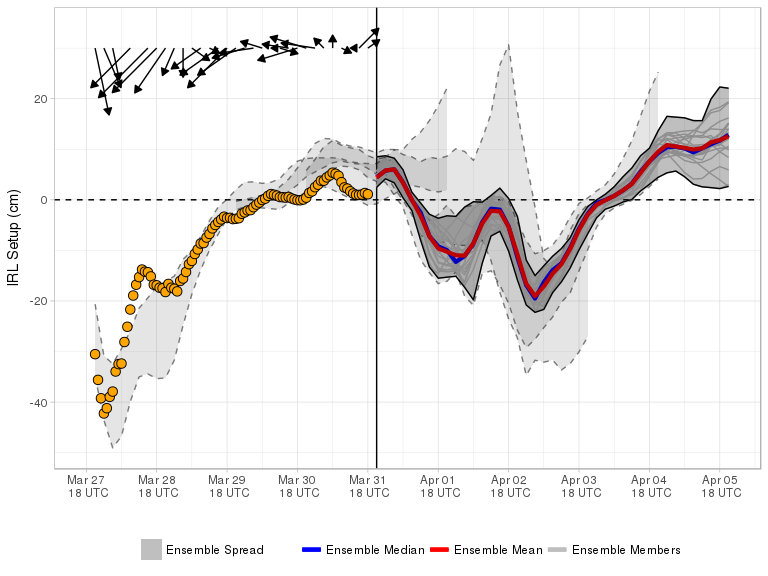 IRL Setup (cm)
20
0
-20
-40
Mar 27 Mar 28 Mar 29 Mar 30 Mar 31 Apr 01 Apr 02 Apr 03 Apr 04 Apr 05
18 UTC 18 UTC 18 UTC 18 UTC 18 UTC 18 UTC 18 UTC 18 UTC 18 UTC 18 UTC
Ensemble Spread Ensemble Median Ensemble Mean Ensemble Members